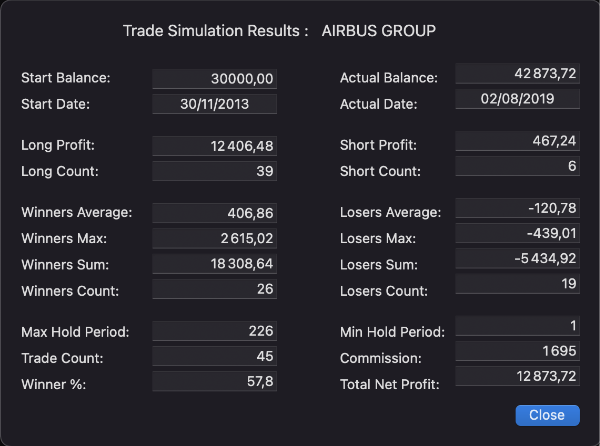 Trade Simulation Results : AIRBUS GROUP
Start Balance: 30000,00 Actual Balance: 42 873,72
Start Date: 30/11/2013 Actual Date: 02/08/2019
Long Profit: 12 406,48 Short Profit: 467,24
Long Count: 39 Short Count: 6
Winners Average: 406,86 Losers Average: -120,78
Winners Max: 2 615,02 Losers Max: -439,01
Winners Sum: 18 308,64 Losers Sum: -5 434,92
Winners Count: 26 Losers Count: 19
Max Hold Period: 226 Min Hold Period: 1
Trade Count: 45 Commission: 1 695
Winner %: 57,8 Total Net Profit: 12 873,72
Close